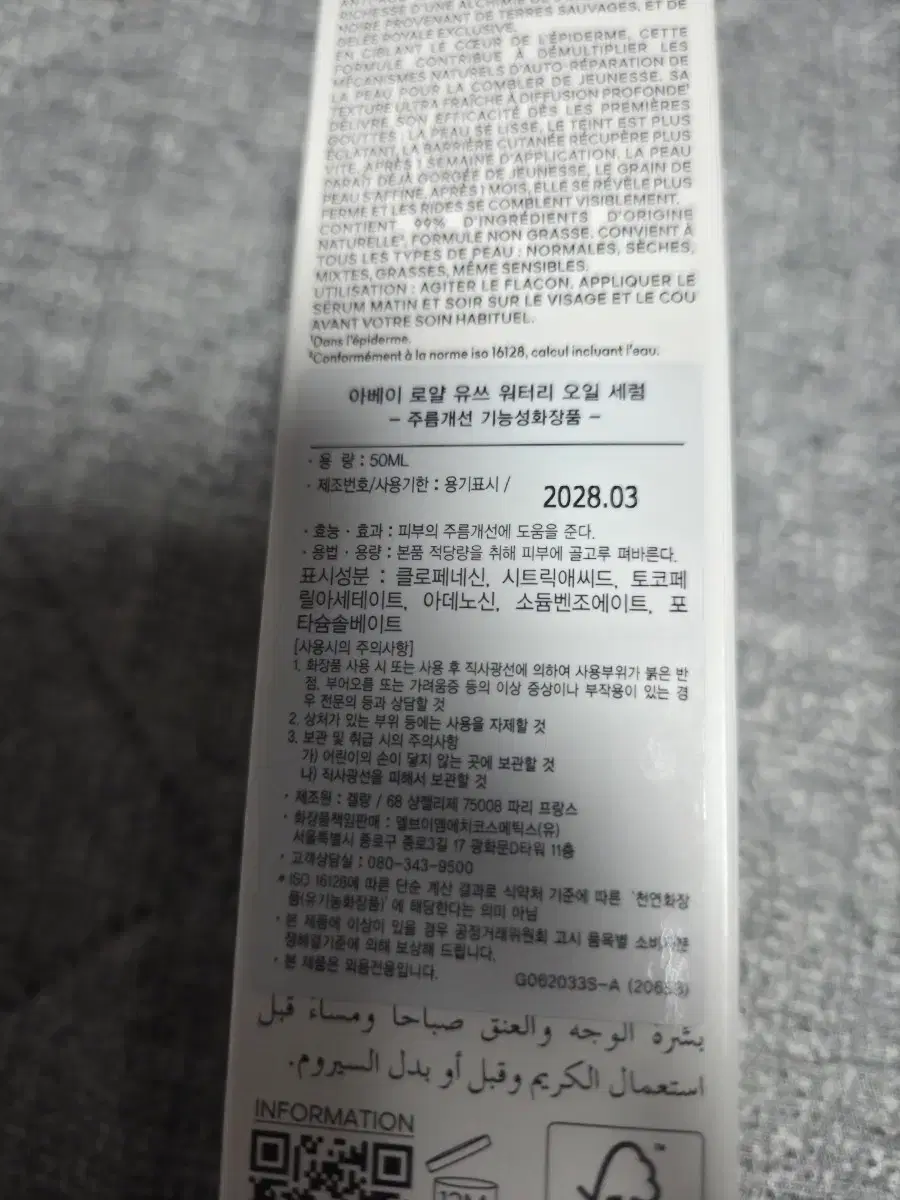 RICHESSE D'UNE ALCHIMIE DE
NOIRE PROVENANT DE TERRES SAUVAGES, ET DE
GELÉE ROYALE EXCLUSIVE.
EN CIBLANT LE CŒUR DE L'ÉPIDERME, CETTE
FORMULE CONTRIBUE À DÉMULTIPLIER LES
MÉCANISMES NATURELS D'AUTO-RÉPARATION DE
LA PEAU POUR LA COMBLER DE JEUNESSE. SA
TEXTURE ULTRA FRAÎCHE À DIFFUSION PROFONDE¹
DÉLIVRE SON EFFICACITÉ DÈS LES PREMIÈRES
GOUTTES : LA PEAU SE LISSE, LE TEINT EST PLUS
ÉCLATANT, LA BARRIÈRE CUTANÉE RÉCUPÈRE PLUS
VITE. APRÈS 1 SEMAINE D'APPLICATION, LA PEAU
PARAÎT DÉJÀ GORGÉE DE JEUNESSE, LE GRAIN DE
PEAU S'AFFINE. APRÈS 1 MOIS, ELLE SE RÉVÈLE PLUS
FERME ET LES RIDES SE COMBLENT VISIBLEMENT.
CONTIENT 99% D'INGRÉDIENTS D'ORIGINE
NATURELLE², FORMULE NON GRASSE, CONVIENT À
TOUS LES TYPES DE PEAU : NORMALES, SÈCHES,
MIXTES, GRASSES, MÊME SENSIBLES.
UTILISATION : AGITER LE FLACON. APPLIQUER LE
SÉRUM MATIN ET SOIR SUR LE VISAGE ET LE COU
AVANT VOTRE SOIN HABITUEL.
¹Dans l'épiderme.
²Conformément à la norme iso 16128, calcul incluant l'eau.
아베이 로얄 유쓰 워터리 오일 세럼
– 주름개선 기능성화장품 –
· 용 량 : 50ML
· 제조번호/사용기한 : 용기표시 /
2028.03
· 효능 · 효과 : 피부의 주름개선에 도움을 준다.
· 용법 · 용량 : 본품 적당량을 취해 피부에 골고루 펴바른다.
표시성분 : 클로페네신, 시트릭애씨드, 토코페
릴아세테이트, 아데노신, 소듐벤조에이트, 포
타슘솔베이트
[사용시의 주의사항]
1. 화장품 사용 시 또는 사용 후 직사광선에 의하여 사용부위가 붉은 반
점, 부어오름 또는 가려움증 등의 이상 증상이나 부작용이 있는 경
우 전문의 등과 상담할 것
2. 상처가 있는 부위 등에는 사용을 자제할 것
3. 보관 및 취급 시의 주의사항
가) 어린이의 손이 닿지 않는 곳에 보관할 것
나) 직사광선을 피해서 보관할 것
· 제조원 : 겔랑 / 68 샹젤리제 75008 파리 프랑스
· 화장품책임판매 : 엘브이엠에치코스메틱스(유)
서울특별시 종로구 종로3길 17 광화문D타워 11층
· 고객상담실 : 080-343-9500
* ISO 16128에 따른 단순 계산 결과로 식약처 기준에 따른 '천연화장
품(유기농화장품)' 에 해당한다는 의미 아님
· 본 제품에 이상이 있을 경우 공정거래위원회 고시 품목별 소비자분
쟁해결기준에 의해 보상해 드립니다.
· 본 제품은 외용전용입니다.
G062033S-A
بشرة الوجه والعنق صباحا ومساءً قبل
استعمال الكريم وقبل أو بدل السيروم.
INFORMATION
12M